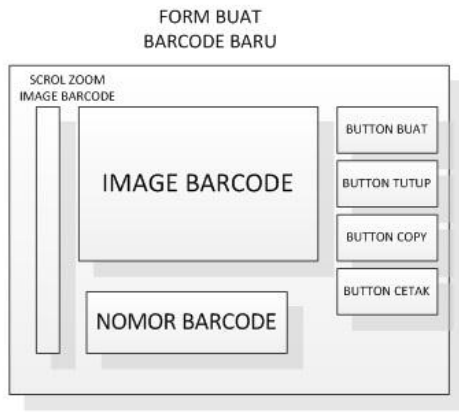 FORM BUAT
BARCODE BARU
SCROL ZOOM
IMAGE BARCODE
IMAGE BARCODE
NOMOR BARCODE
BUTTON BUAT
BUTTON TUTUP
BUTTON COPY
BUTTON CETAK